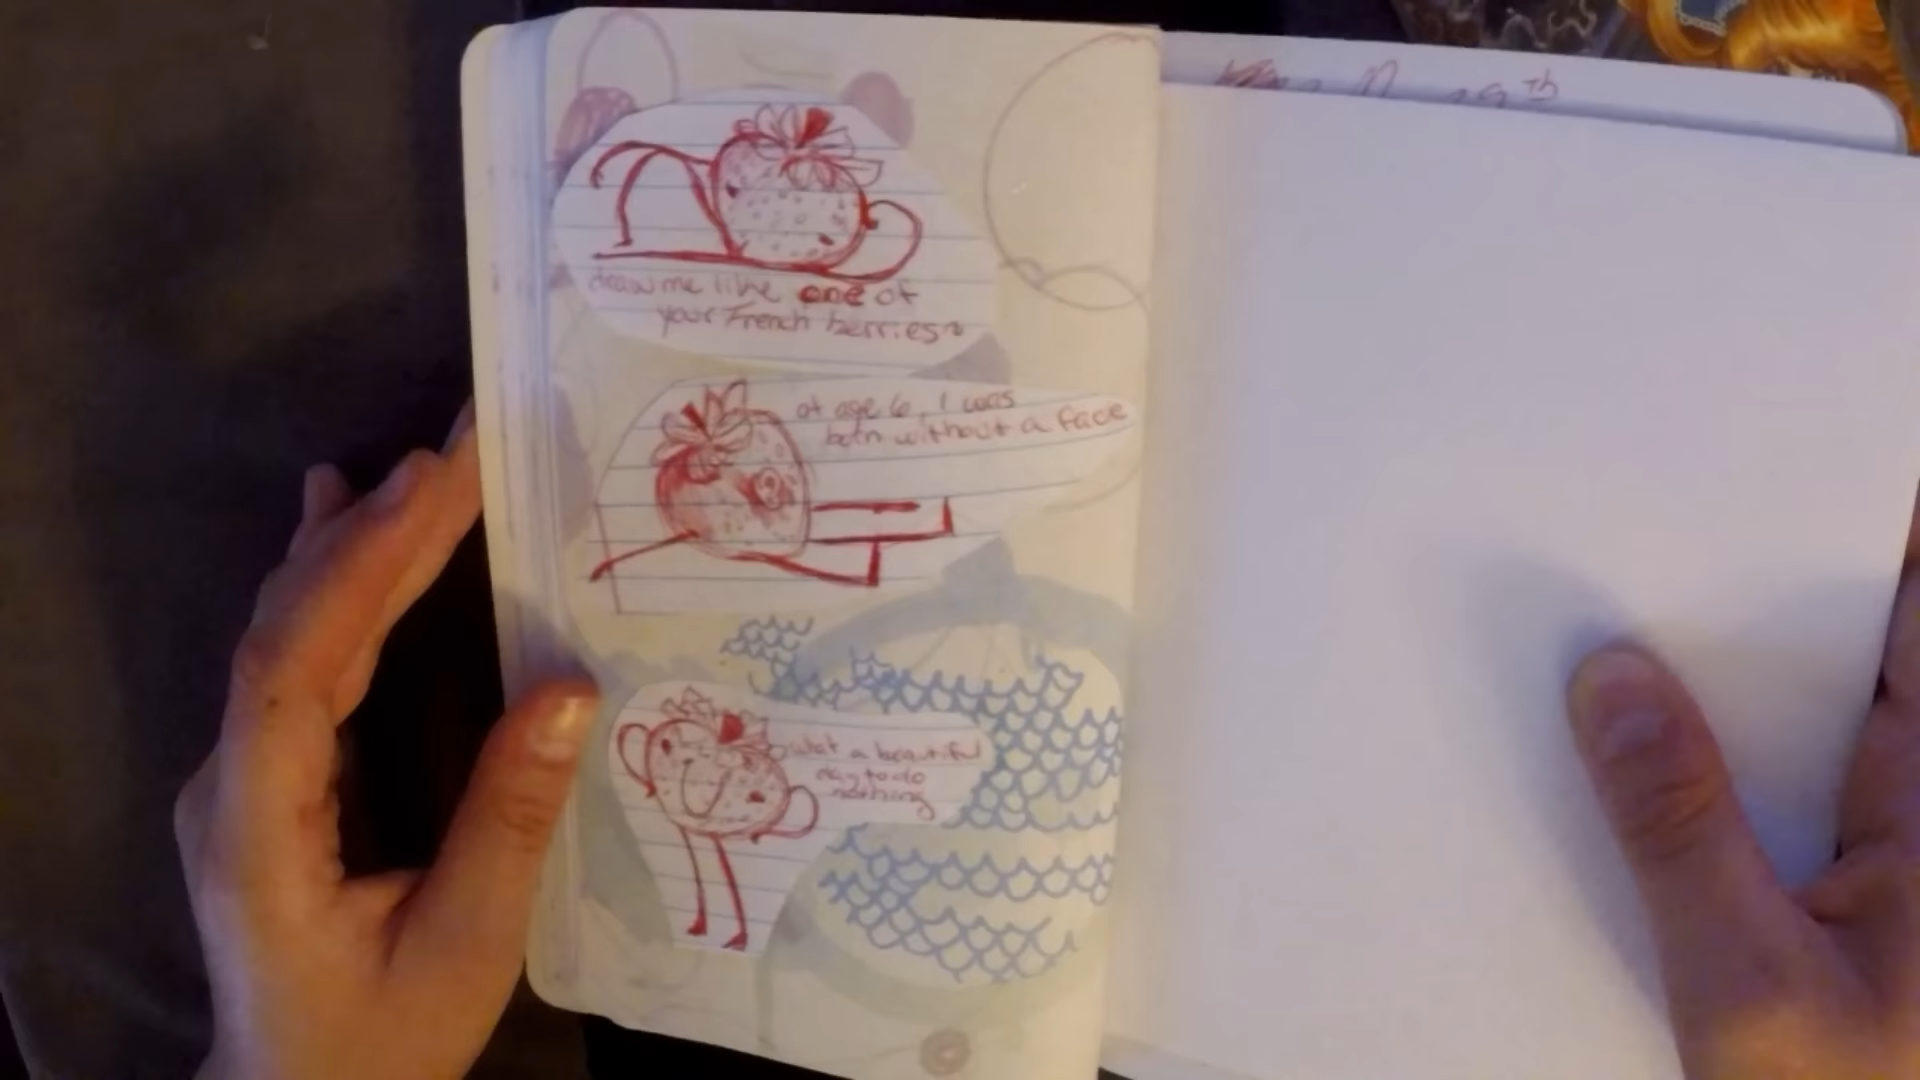 draw me like one of
your French berries~
at age 6, I was
born without a face
what a beautiful
day to do
nothing
th